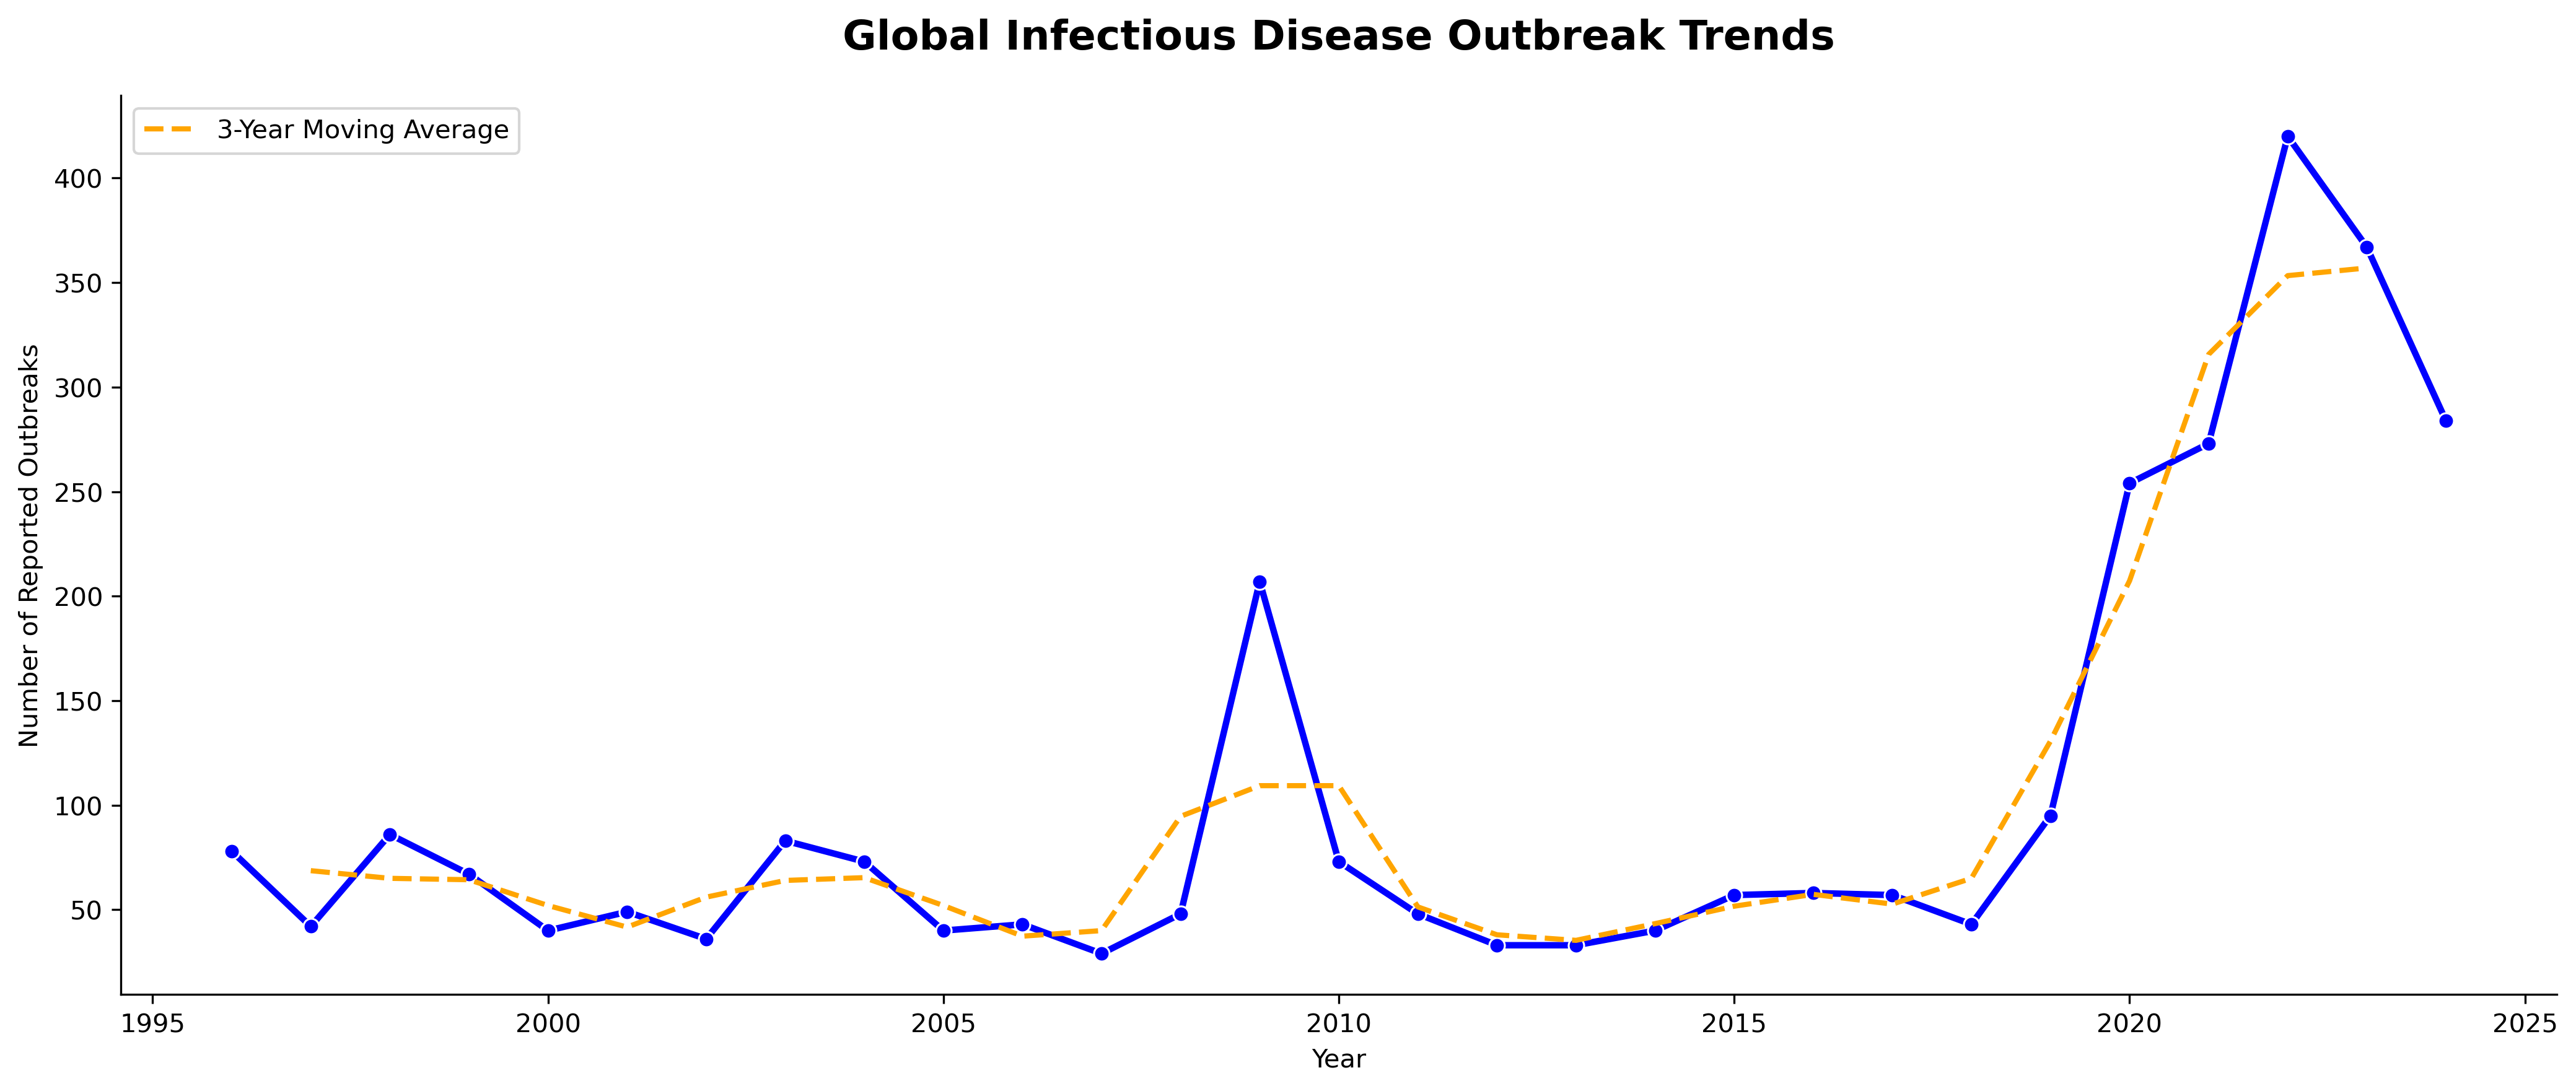 Global Infectious Disease Outbreak Trends
3-Year Moving Average
Number of Reported Outbreaks
400
350
300
250
200
150
100
50
1995 2000 2005 2010 2015 2020 2025
Year